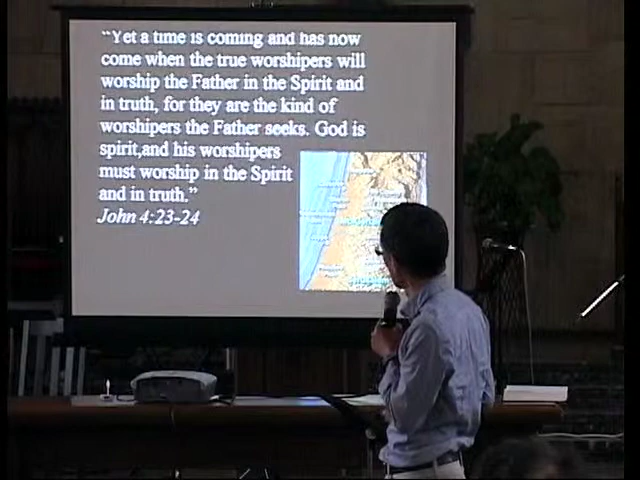 “Yet a time is coming and has now
come when the true worshipers will
worship the Father in the Spirit and
in truth, for they are the kind of
worshipers the Father seeks. God is
spirit,and his worshipers
must worship in the Spirit
and in truth.”
John 4:23-24